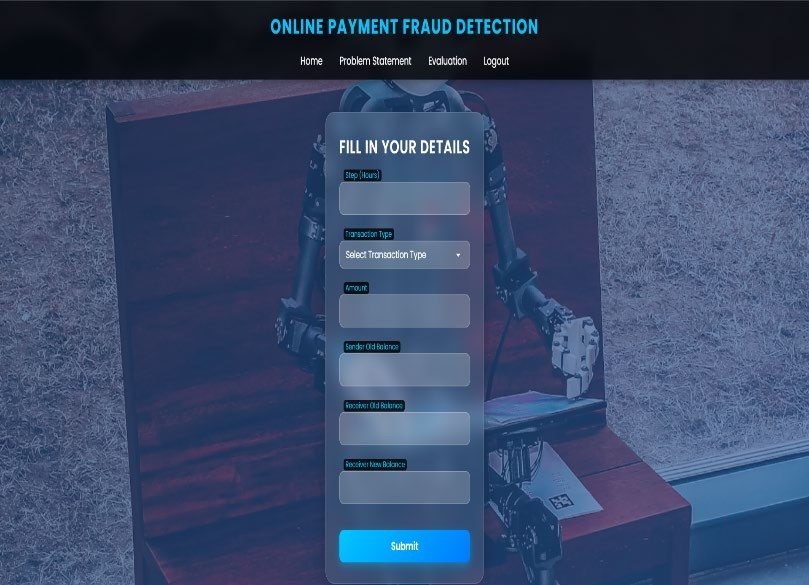 ONLINE PAYMENT FRAUD DETECTION
Home Problem Statement Evaluation Logout
FILL IN YOUR DETAILS
Step (Hours)
Transaction Type
Select Transaction Type
Amount
Sender Old Balance
Receiver Old Balance
Receiver New Balance
Submit